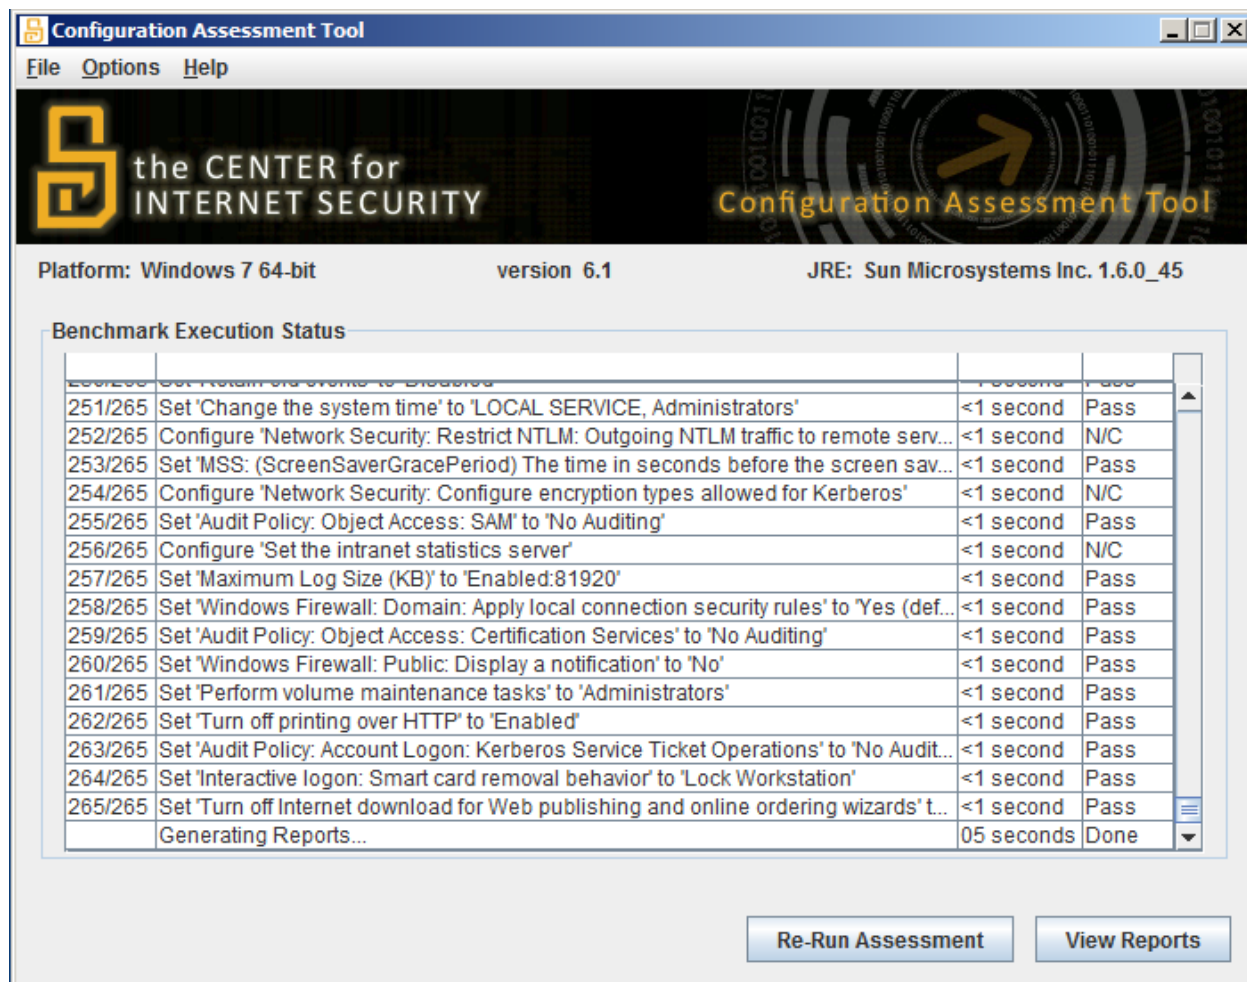 Configuration Assessment Tool
File Options Help
the CENTER for
INTERNET SECURITY
Configuration Assessment Tool
Platform: Windows 7 64-bit version 6.1 JRE: Sun Microsystems Inc. 1.6.0_45
Benchmark Execution Status
251/265 Set 'Change the system time' to 'LOCAL SERVICE, Administrators' <1 second Pass
252/265 Configure 'Network Security: Restrict NTLM: Outgoing NTLM traffic to remote serv... <1 second N/C
253/265 Set 'MSS: (ScreenSaverGracePeriod) The time in seconds before the screen sav... <1 second Pass
254/265 Configure 'Network Security: Configure encryption types allowed for Kerberos' <1 second N/C
255/265 Set 'Audit Policy: Object Access: SAM' to 'No Auditing' <1 second Pass
256/265 Configure 'Set the intranet statistics server' <1 second N/C
257/265 Set 'Maximum Log Size (KB)' to 'Enabled:81920' <1 second Pass
258/265 Set 'Windows Firewall: Domain: Apply local connection security rules' to 'Yes (def... <1 second Pass
259/265 Set 'Audit Policy: Object Access: Certification Services' to 'No Auditing' <1 second Pass
260/265 Set 'Windows Firewall: Public: Display a notification' to 'No' <1 second Pass
261/265 Set 'Perform volume maintenance tasks' to 'Administrators' <1 second Pass
262/265 Set 'Turn off printing over HTTP' to 'Enabled' <1 second Pass
263/265 Set 'Audit Policy: Account Logon: Kerberos Service Ticket Operations' to 'No Audit... <1 second Pass
264/265 Set 'Interactive logon: Smart card removal behavior' to 'Lock Workstation' <1 second Pass
265/265 Set 'Turn off Internet download for Web publishing and online ordering wizards' t... <1 second Pass
Generating Reports... 05 seconds Done
Re-Run Assessment View Reports